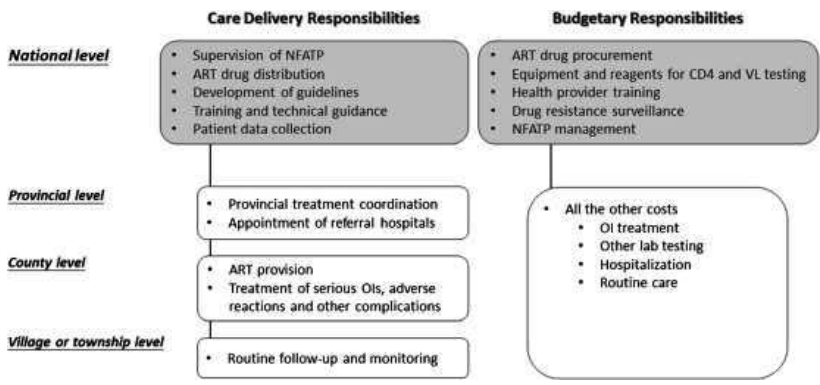 Care Delivery Responsibilities
Budgetary Responsibilities
National level
• Supervision of NFATP
• ART drug distribution
• Development of guidelines
• Training and technical guidance
• Patient data collection
• ART drug procurement
• Equipment and reagents for CD4 and VL testing
• Health provider training
• Drug resistance surveillance
• NFATP management
Provincial level
• Provincial treatment coordination
• Appointment of referral hospitals
• All the other costs
• OI treatment
• Other lab testing
• Hospitalization
• Routine care
County level
• ART provision
• Treatment of serious OIs, adverse
reactions and other complications
Village or township level
• Routine follow-up and monitoring